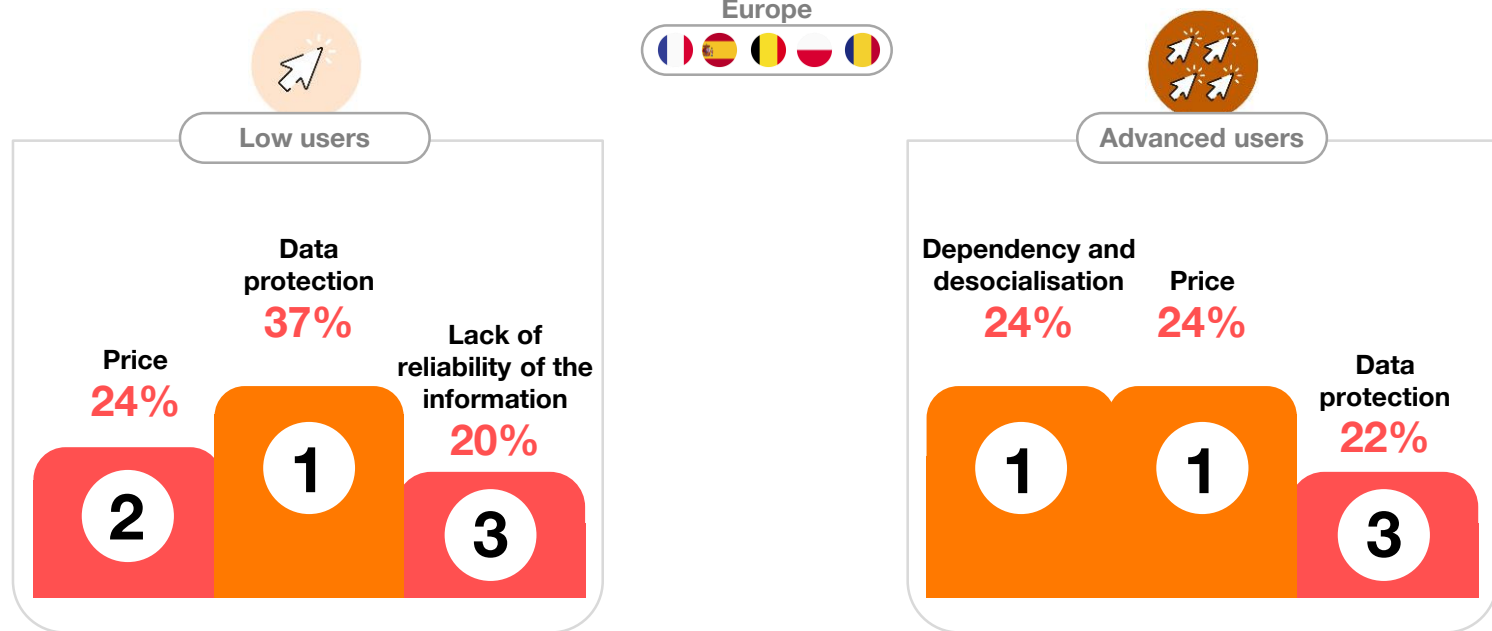 Europe
Low users
Data
protection
37%
Price
24%
Lack of
reliability of the
information
20%
2
1
3
Advanced users
Dependency and
desocialisation
24%
Price
24%
Data
protection
22%
1
1
3